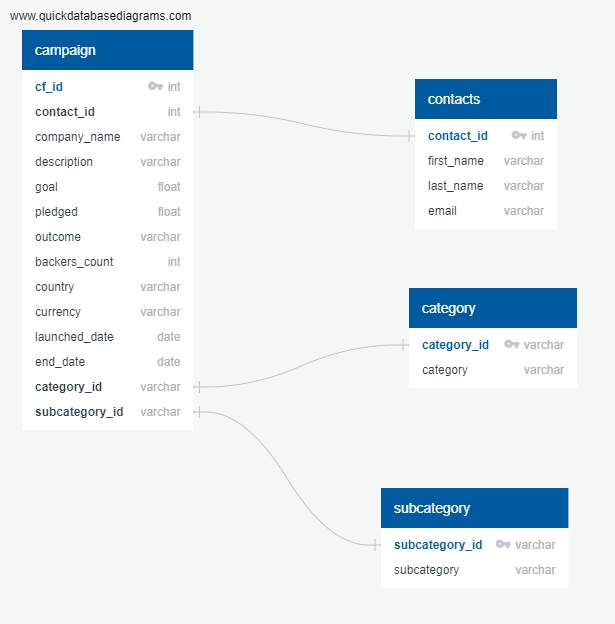 www.quickdatabasediagrams.com
campaign
cf_id int
contact_id int
company_name varchar
description varchar
goal float
pledged float
outcome varchar
backers_count int
country varchar
currency varchar
launched_date date
end_date date
category_id varchar
subcategory_id varchar
contacts
contact_id int
first_name varchar
last_name varchar
email varchar
category
category_id varchar
category varchar
subcategory
subcategory_id varchar
subcategory varchar